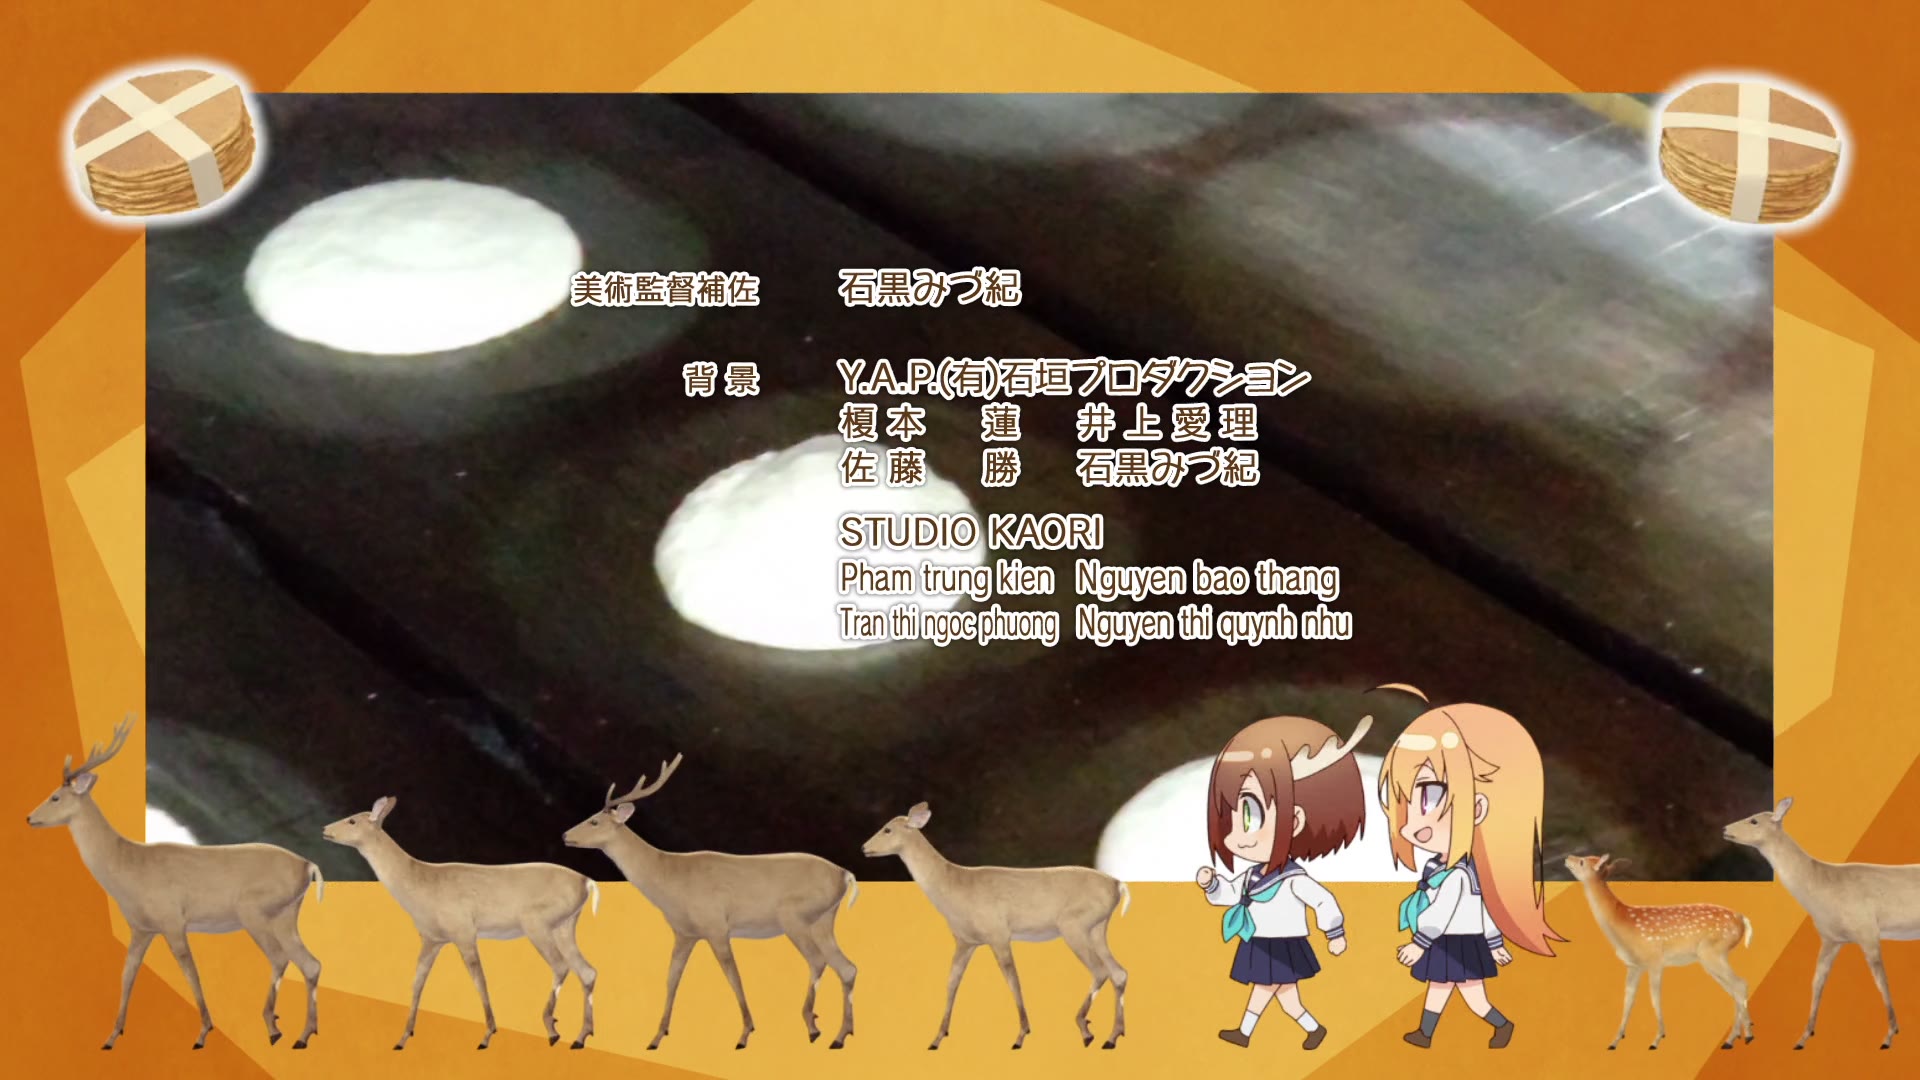 美術監督補佐 石黒みづ紀
背景 Y.A.P.(有)石垣プロダクション
榎本 蓮 井上愛理
佐藤 勝 石黒みづ紀
STUDIO KAORI
Pham trung kien Nguyen bao thang
Tran thi ngoc phuong Nguyen thi quynh nhu